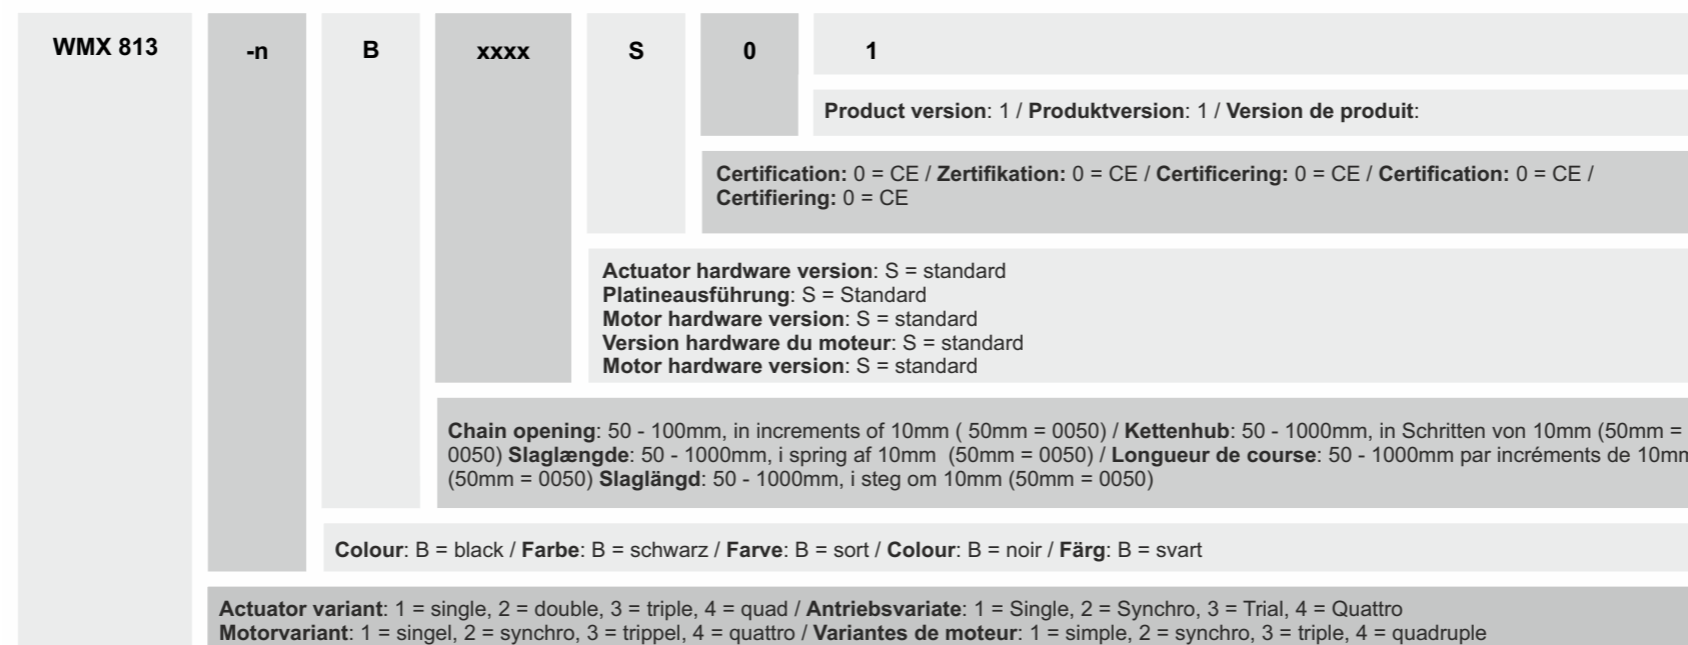 WMX 813 -n B xxxx S 0 1
Product version: 1 / Produktversion: 1 / Version de produit:
Certification: 0 = CE / Zertifikation: 0 = CE / Certificering: 0 = CE / Certification: 0 = CE /
Certifiering: 0 = CE
Actuator hardware version: S = standard
Platineausführung: S = Standard
Motor hardware version: S = standard
Version hardware du moteur: S = standard
Motor hardware version: S = standard
Chain opening: 50 - 100mm, in increments of 10mm ( 50mm = 0050) / Kettenhub: 50 - 1000mm, in Schritten von 10mm (50mm =
0050) Slaglængde: 50 - 1000mm, i spring af 10mm (50mm = 0050) / Longueur de course: 50 - 1000mm par incréments de 10mm
(50mm = 0050) Slaglängd: 50 - 1000mm, i steg om 10mm (50mm = 0050)
Colour: B = black / Farbe: B = schwarz / Farve: B = sort / Colour: B = noir / Färg: B = svart
Actuator variant: 1 = single, 2 = double, 3 = triple, 4 = quad / Antriebsvariate: 1 = Single, 2 = Synchro, 3 = Trial, 4 = Quattro
Motorvariant: 1 = singel, 2 = synchro, 3 = trippel, 4 = quattro / Variantes de moteur: 1 = simple, 2 = synchro, 3 = triple, 4 = quadruple